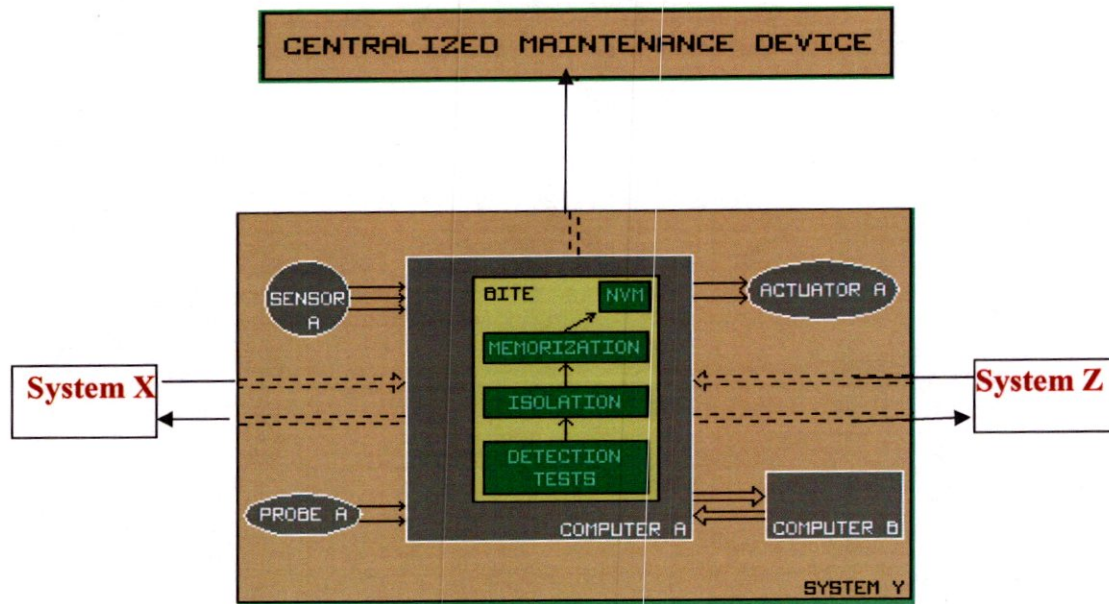 CENTRALIZED MAINTENANCE DEVICE
SENSOR
A
BITE
NVM
ACTUATOR A
MEMORIZATION
System X
ISOLATION
System Z
DETECTION
TESTS
PROBE A
COMPUTER A
COMPUTER B
SYSTEM Y